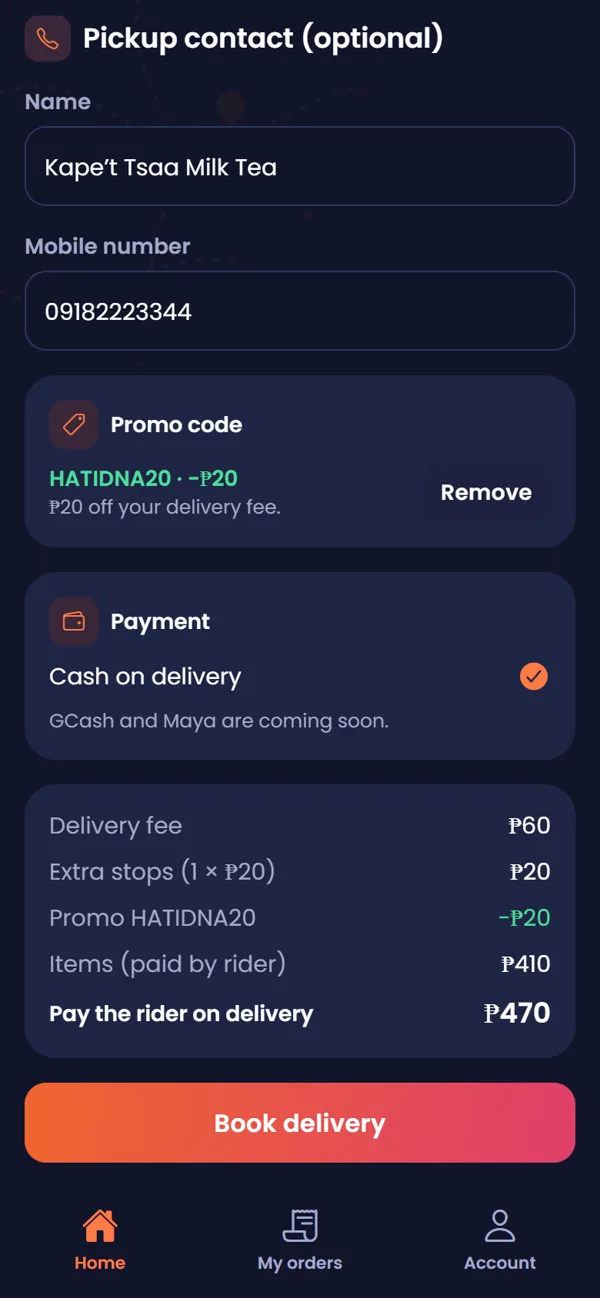 Pickup contact (optional)
Name
Kape’t Tsaa Milk Tea
Mobile number
09182223344
Promo code
HATIDNA20 · −₱20
₱20 off your delivery fee.
Remove
Payment
Cash on delivery
GCash and Maya are coming soon.
Delivery fee ₱60
Extra stops (1 × ₱20) ₱20
Promo HATIDNA20 −₱20
Items (paid by rider) ₱410
Pay the rider on delivery ₱470
Book delivery
Home My orders Account